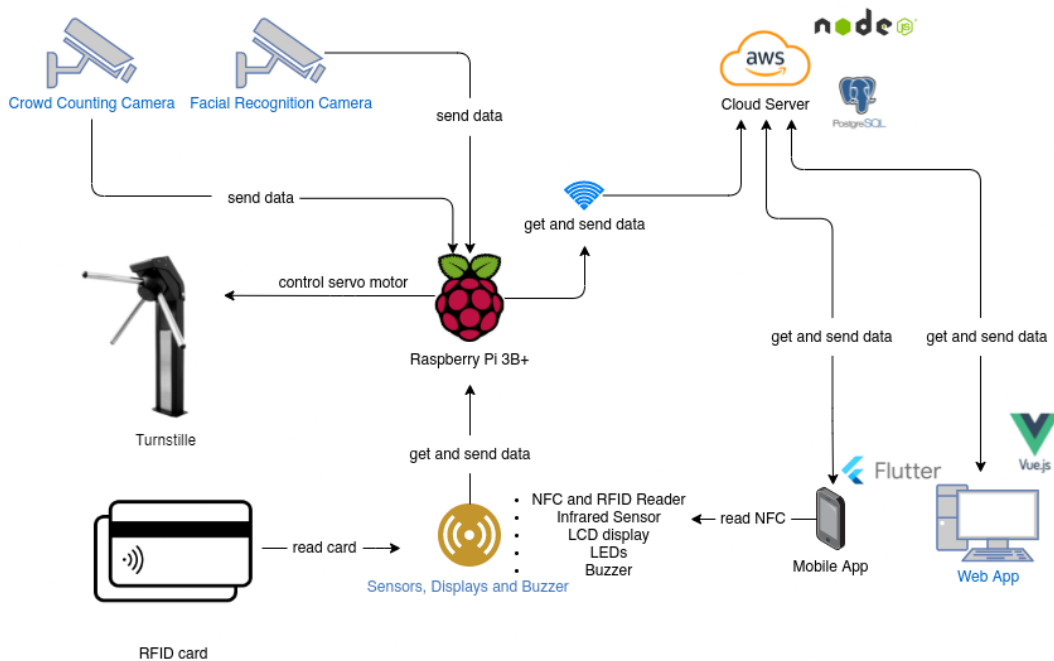 node
JS
aws
Cloud Server
PostgreSQL
Crowd Counting Camera
Facial Recognition Camera
send data
send data
get and send data
control servo motor
Raspberry Pi 3B+
get and send data
get and send data
Turnstille
get and send data
Flutter
Vue.js
• NFC and RFID Reader
• Infrared Sensor
• LCD display
• LEDs
• Buzzer
read NFC
read card
Mobile App
Web App
Sensors, Displays and Buzzer
RFID card